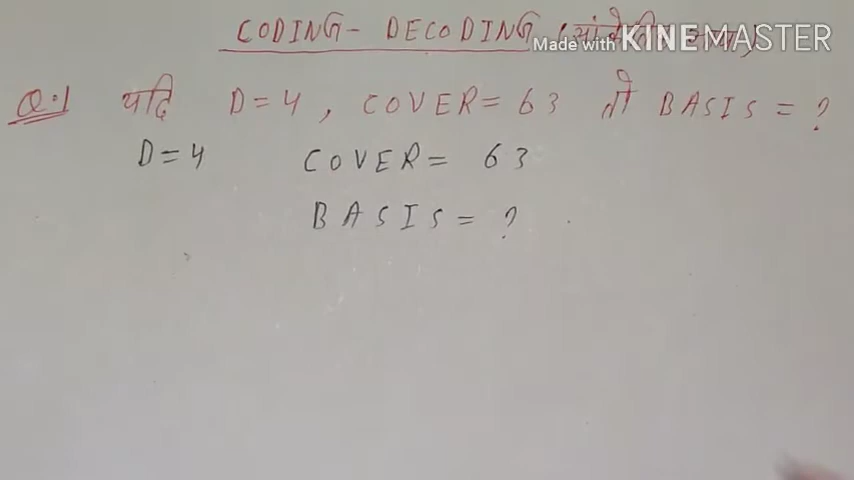 CODING - DECODING (
Made with KINEMASTER
Q.1 यदि D=4, COVER= 63 तो BASIS = ?
D=4 COVER= 63
BASIS = ?